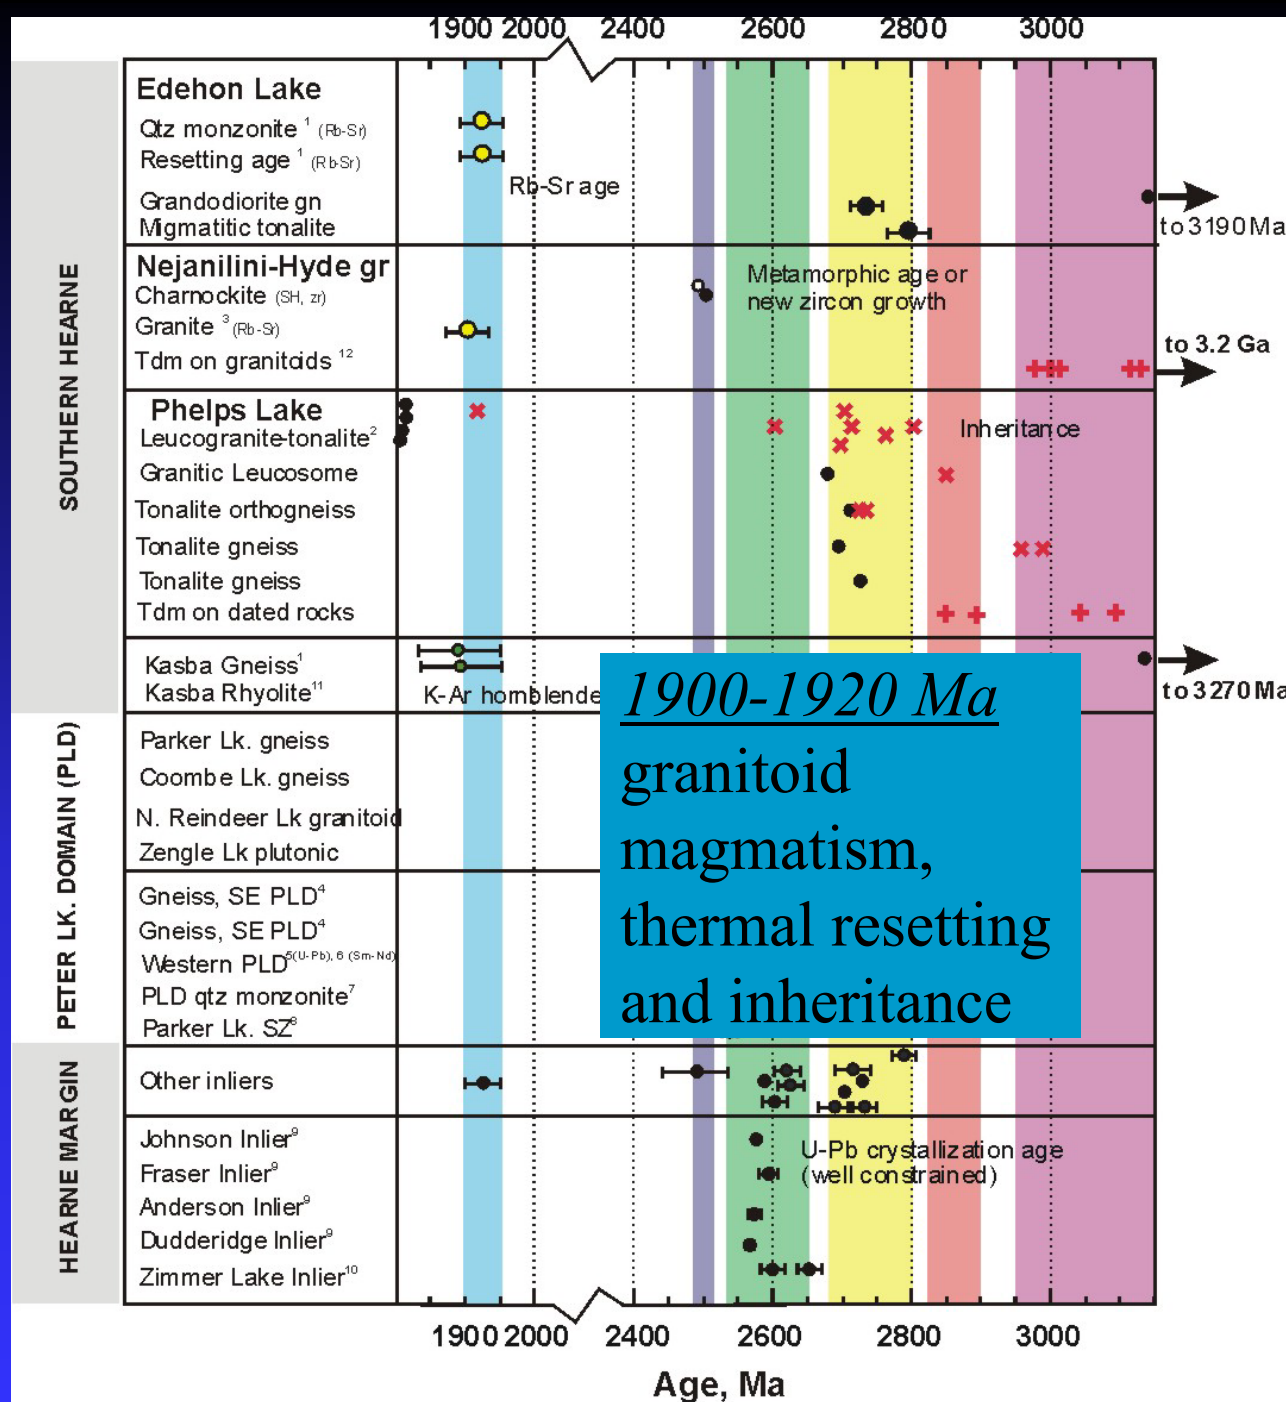 1900 2000 2400 2600 2800 3000
Edehon Lake
Qtz monzonite ¹ (Rb-Sr)
Resetting age ¹ (Rb-Sr)
Rb-Sr age
Grandodiorite gn
Migmatitic tonalite
to 3190 Ma
Nejanilini-Hyde gr
Charnockite (SH, zr)
Granite ³ (Rb-Sr)
Tdm on granitoids ¹²
Metamorphic age or
new zircon growth
to 3.2 Ga
SOUTHERN HEARNE
Phelps Lake
Leucogranite-tonalite²
Inheritance
Granitic Leucosome
Tonalite orthogneiss
Tonalite gneiss
Tonalite gneiss
Tdm on dated rocks
Kasba Gneiss¹
Kasba Rhyolite¹¹
K-Ar hornblende
to 3270 Ma
1900-1920 Ma
granitoid
magmatism,
thermal resetting
and inheritance
PETER LK. DOMAIN (PLD)
Parker Lk. gneiss
Coombe Lk. gneiss
N. Reindeer Lk granitoid
Zengle Lk plutonic
Gneiss, SE PLD⁴
Gneiss, SE PLD⁴
Western PLD⁵⁽ᵁ⁻ᴾᵇ⁾, ⁶ ⁽ˢᵐ⁻ᴺᵈ⁾
PLD qtz monzonite⁷
Parker Lk. SZ⁸
HEARNE MARGIN
Other inliers
Johnson Inlier⁹
Fraser Inlier⁹
Anderson Inlier⁹
Dudderidge Inlier⁹
Zimmer Lake Inlier¹⁰
U-Pb crystallization age
(well constrained)
1900 2000 2400 2600 2800 3000
Age, Ma